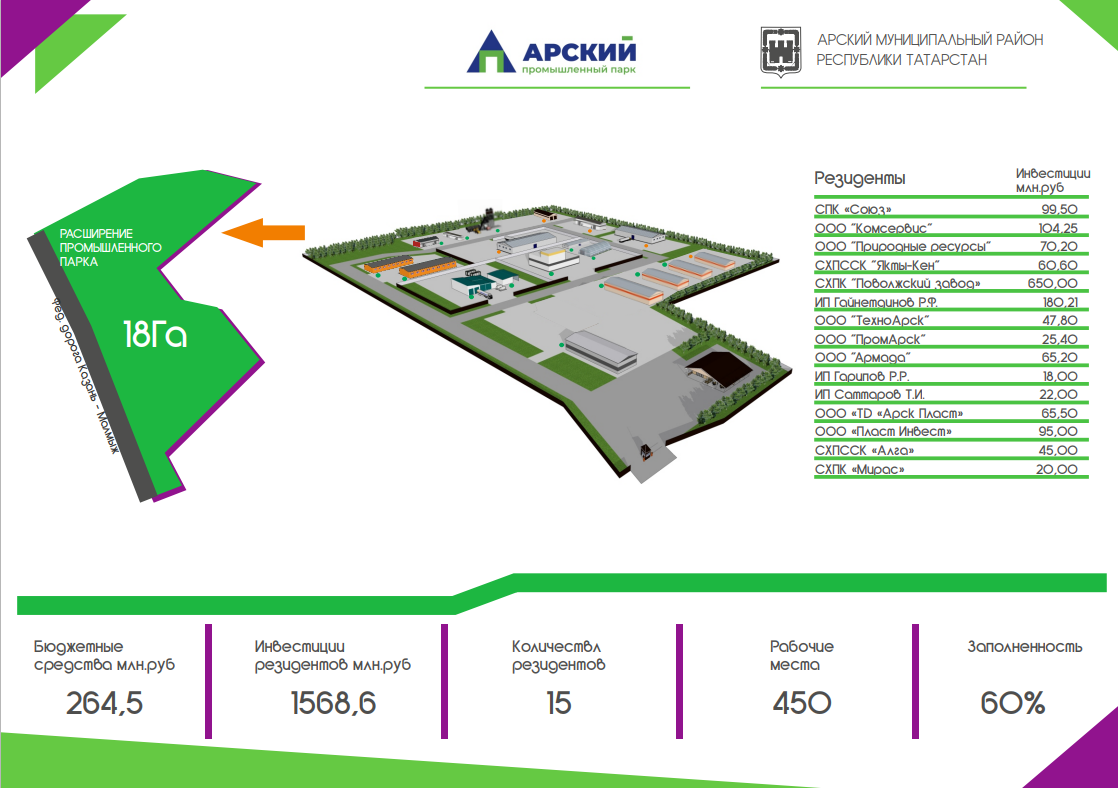 АРСКИЙ
промышленный парк
АРСКИЙ МУНИЦИПАЛЬНЫЙ РАЙОН
РЕСПУБЛИКИ ТАТАРСТАН
РАСШИРЕНИЕ
ПРОМЫШЛЕННОГО
ПАРКА
18Га
фед. дорога Казань - Малмыж
Резиденты Инвестиции
млн.руб
СПК «Союз» 99,50
ООО "Комсервис" 104,25
ООО "Природные ресурсы" 70,20
СХПССК "Якты-Кен" 60,60
СХПК "Поволжский завод» 650,00
ИП Гайнетдинов Р.Ф. 180,21
ООО "ТехноАрск" 47,80
ООО "ПромАрск" 25,40
ООО "Армада" 65,20
ИП Гарипов Р.Р. 18,00
ИП Саттаров Т.И. 22,00
ООО «TD «Арск Пласт» 65,50
ООО «Пласт Инвест» 95,00
СХПССК «Алга» 45,00
СХПК «Мирас» 20,00
Бюджетные
средства млн.руб
264,5
Инвестиции
резидентов млн.руб
1568,6
Количествл
резидентов
15
Рабочие
места
450
Заполненность
60%